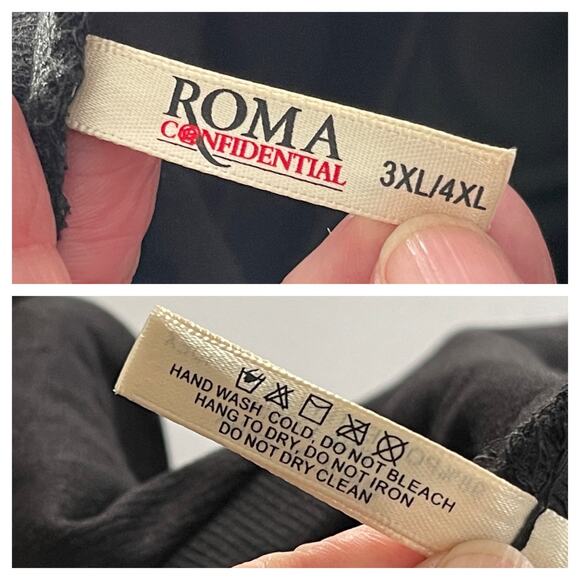 ROMA
CONFIDENTIAL
3XL/4XL
HAND WASH COLD, DO NOT BLEACH
HANG TO DRY, DO NOT IRON
DO NOT DRY CLEAN